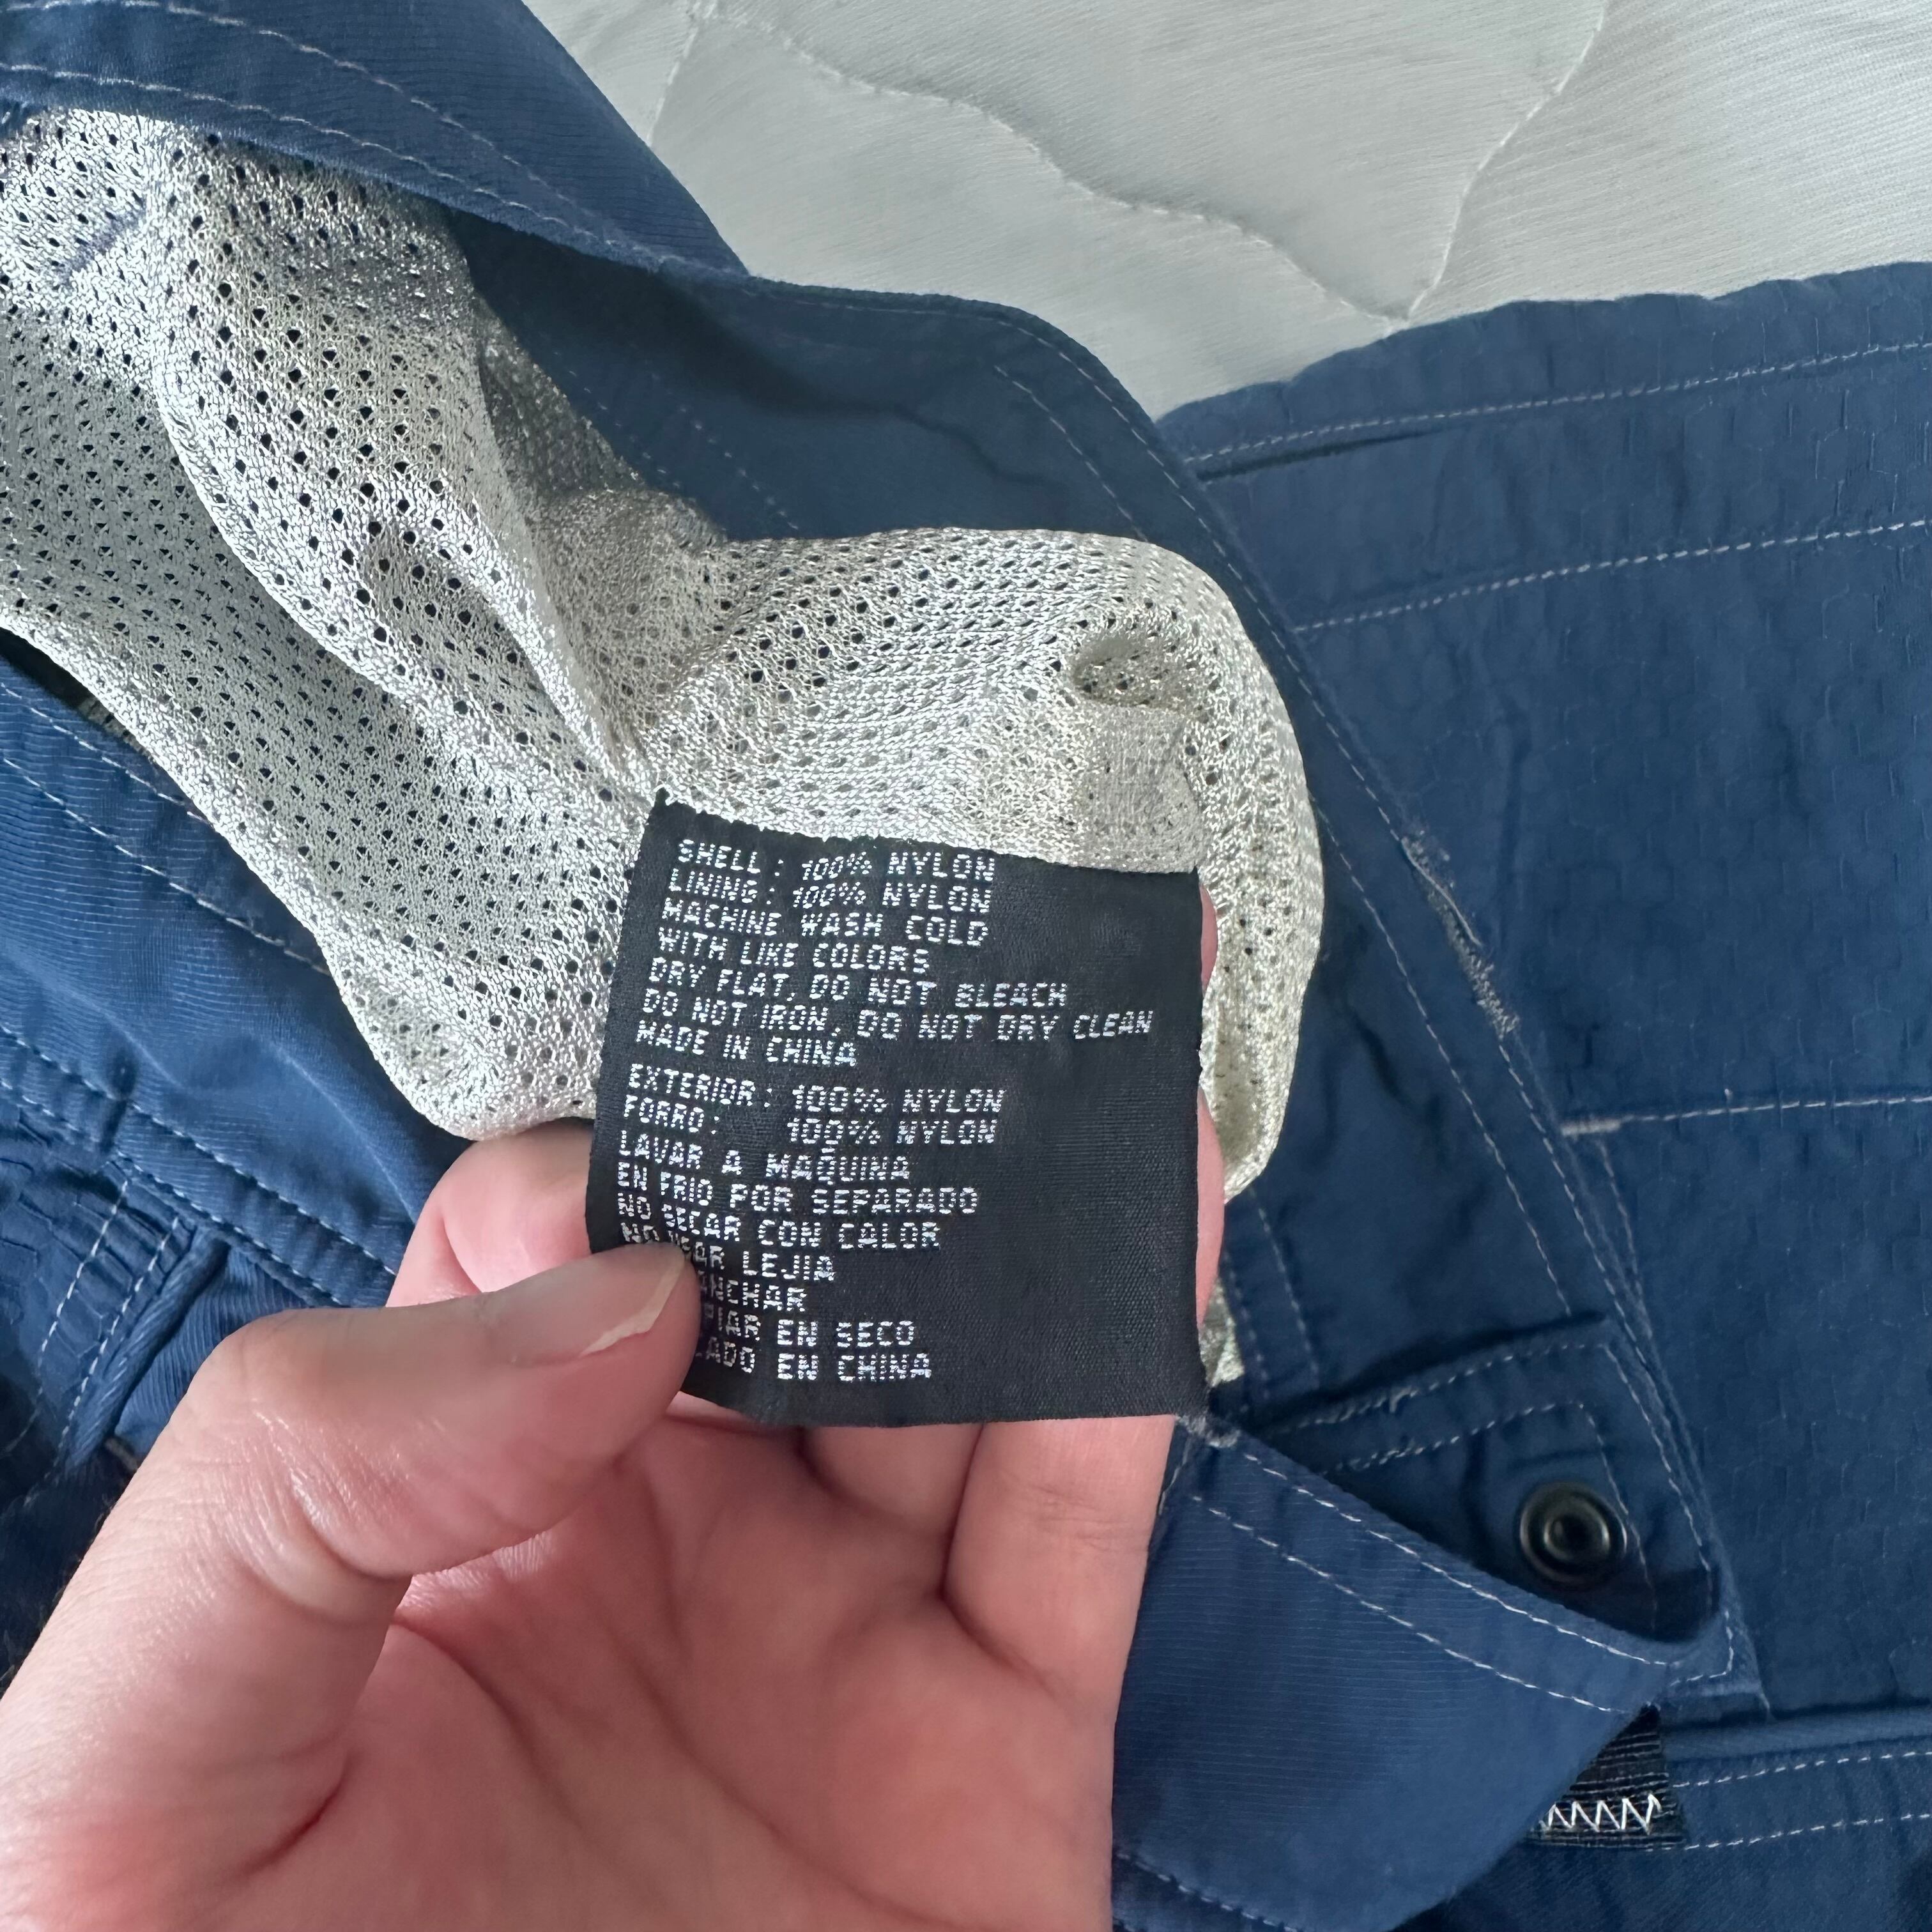 SHELL: 100% NYLON
LINING: 100% NYLON
MACHINE WASH COLD
WITH LIKE COLORS
DRY FLAT, DO NOT BLEACH
DO NOT IRON, DO NOT DRY CLEAN
MADE IN CHINA
EXTERIOR: 100% NYLON
FORRO: 100% NYLON
LAVAR A MAQUINA
EN FRIO POR SEPARADO
NO SECAR CON CALOR
NO LEJIA
EN SECO
EN CHINA